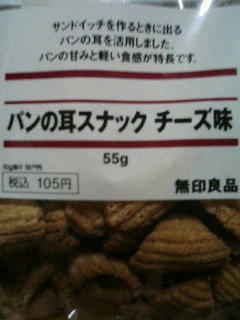 サンドイッチを作るときに出る
パンの耳を活用しました。
パンの甘みと軽い食感が特長です。
パンの耳スナック チーズ味
55g
税込 105円
無印良品